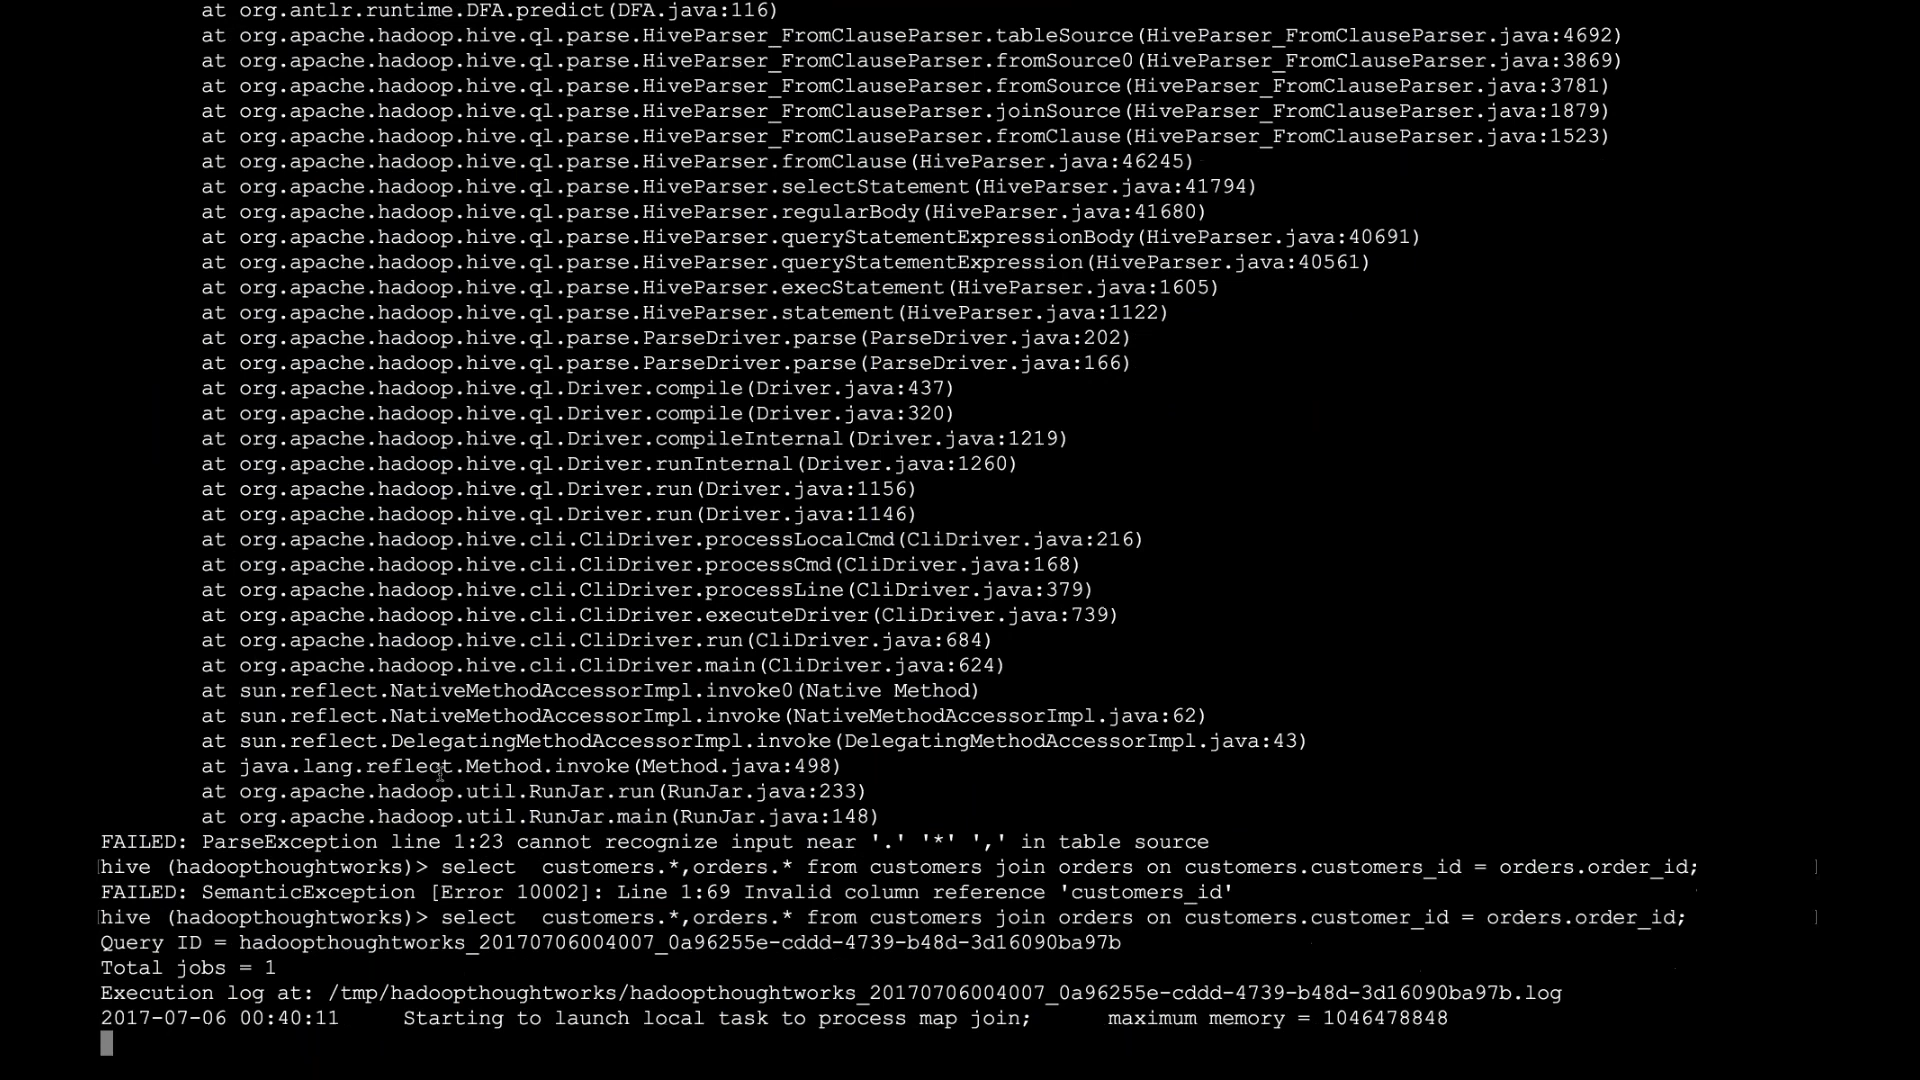 at org.antlr.runtime.DFA.predict(DFA.java:116)
at org.apache.hadoop.hive.ql.parse.HiveParser_FromClauseParser.tableSource(HiveParser_FromClauseParser.java:4692)
at org.apache.hadoop.hive.ql.parse.HiveParser_FromClauseParser.fromSource0(HiveParser_FromClauseParser.java:3869)
at org.apache.hadoop.hive.ql.parse.HiveParser_FromClauseParser.fromSource(HiveParser_FromClauseParser.java:3781)
at org.apache.hadoop.hive.ql.parse.HiveParser_FromClauseParser.joinSource(HiveParser_FromClauseParser.java:1879)
at org.apache.hadoop.hive.ql.parse.HiveParser_FromClauseParser.fromClause(HiveParser_FromClauseParser.java:1523)
at org.apache.hadoop.hive.ql.parse.HiveParser.fromClause(HiveParser.java:46245)
at org.apache.hadoop.hive.ql.parse.HiveParser.selectStatement(HiveParser.java:41794)
at org.apache.hadoop.hive.ql.parse.HiveParser.regularBody(HiveParser.java:41680)
at org.apache.hadoop.hive.ql.parse.HiveParser.queryStatementExpressionBody(HiveParser.java:40691)
at org.apache.hadoop.hive.ql.parse.HiveParser.queryStatementExpression(HiveParser.java:40561)
at org.apache.hadoop.hive.ql.parse.HiveParser.execStatement(HiveParser.java:1605)
at org.apache.hadoop.hive.ql.parse.HiveParser.statement(HiveParser.java:1122)
at org.apache.hadoop.hive.ql.parse.ParseDriver.parse(ParseDriver.java:202)
at org.apache.hadoop.hive.ql.parse.ParseDriver.parse(ParseDriver.java:166)
at org.apache.hadoop.hive.ql.Driver.compile(Driver.java:437)
at org.apache.hadoop.hive.ql.Driver.compile(Driver.java:320)
at org.apache.hadoop.hive.ql.Driver.compileInternal(Driver.java:1219)
at org.apache.hadoop.hive.ql.Driver.runInternal(Driver.java:1260)
at org.apache.hadoop.hive.ql.Driver.run(Driver.java:1156)
at org.apache.hadoop.hive.ql.Driver.run(Driver.java:1146)
at org.apache.hadoop.hive.cli.CliDriver.processLocalCmd(CliDriver.java:216)
at org.apache.hadoop.hive.cli.CliDriver.processCmd(CliDriver.java:168)
at org.apache.hadoop.hive.cli.CliDriver.processLine(CliDriver.java:379)
at org.apache.hadoop.hive.cli.CliDriver.executeDriver(CliDriver.java:739)
at org.apache.hadoop.hive.cli.CliDriver.run(CliDriver.java:684)
at org.apache.hadoop.hive.cli.CliDriver.main(CliDriver.java:624)
at sun.reflect.NativeMethodAccessorImpl.invoke0(Native Method)
at sun.reflect.NativeMethodAccessorImpl.invoke(NativeMethodAccessorImpl.java:62)
at sun.reflect.DelegatingMethodAccessorImpl.invoke(DelegatingMethodAccessorImpl.java:43)
at java.lang.reflect.Method.invoke(Method.java:498)
at org.apache.hadoop.util.RunJar.run(RunJar.java:233)
at org.apache.hadoop.util.RunJar.main(RunJar.java:148)
FAILED: ParseException line 1:23 cannot recognize input near '.' '*' ',' in table source
hive (hadoopthoughtworks)> select  customers.*,orders.* from customers join orders on customers.customers_id = orders.order_id;
FAILED: SemanticException [Error 10002]: Line 1:69 Invalid column reference 'customers_id'
hive (hadoopthoughtworks)> select  customers.*,orders.* from customers join orders on customers.customer_id = orders.order_id;
Query ID = hadoopthoughtworks_20170706004007_0a96255e-cddd-4739-b48d-3d16090ba97b
Total jobs = 1
Execution log at: /tmp/hadoopthoughtworks/hadoopthoughtworks_20170706004007_0a96255e-cddd-4739-b48d-3d16090ba97b.log
2017-07-06 00:40:11     Starting to launch local task to process map join;      maximum memory = 1046478848